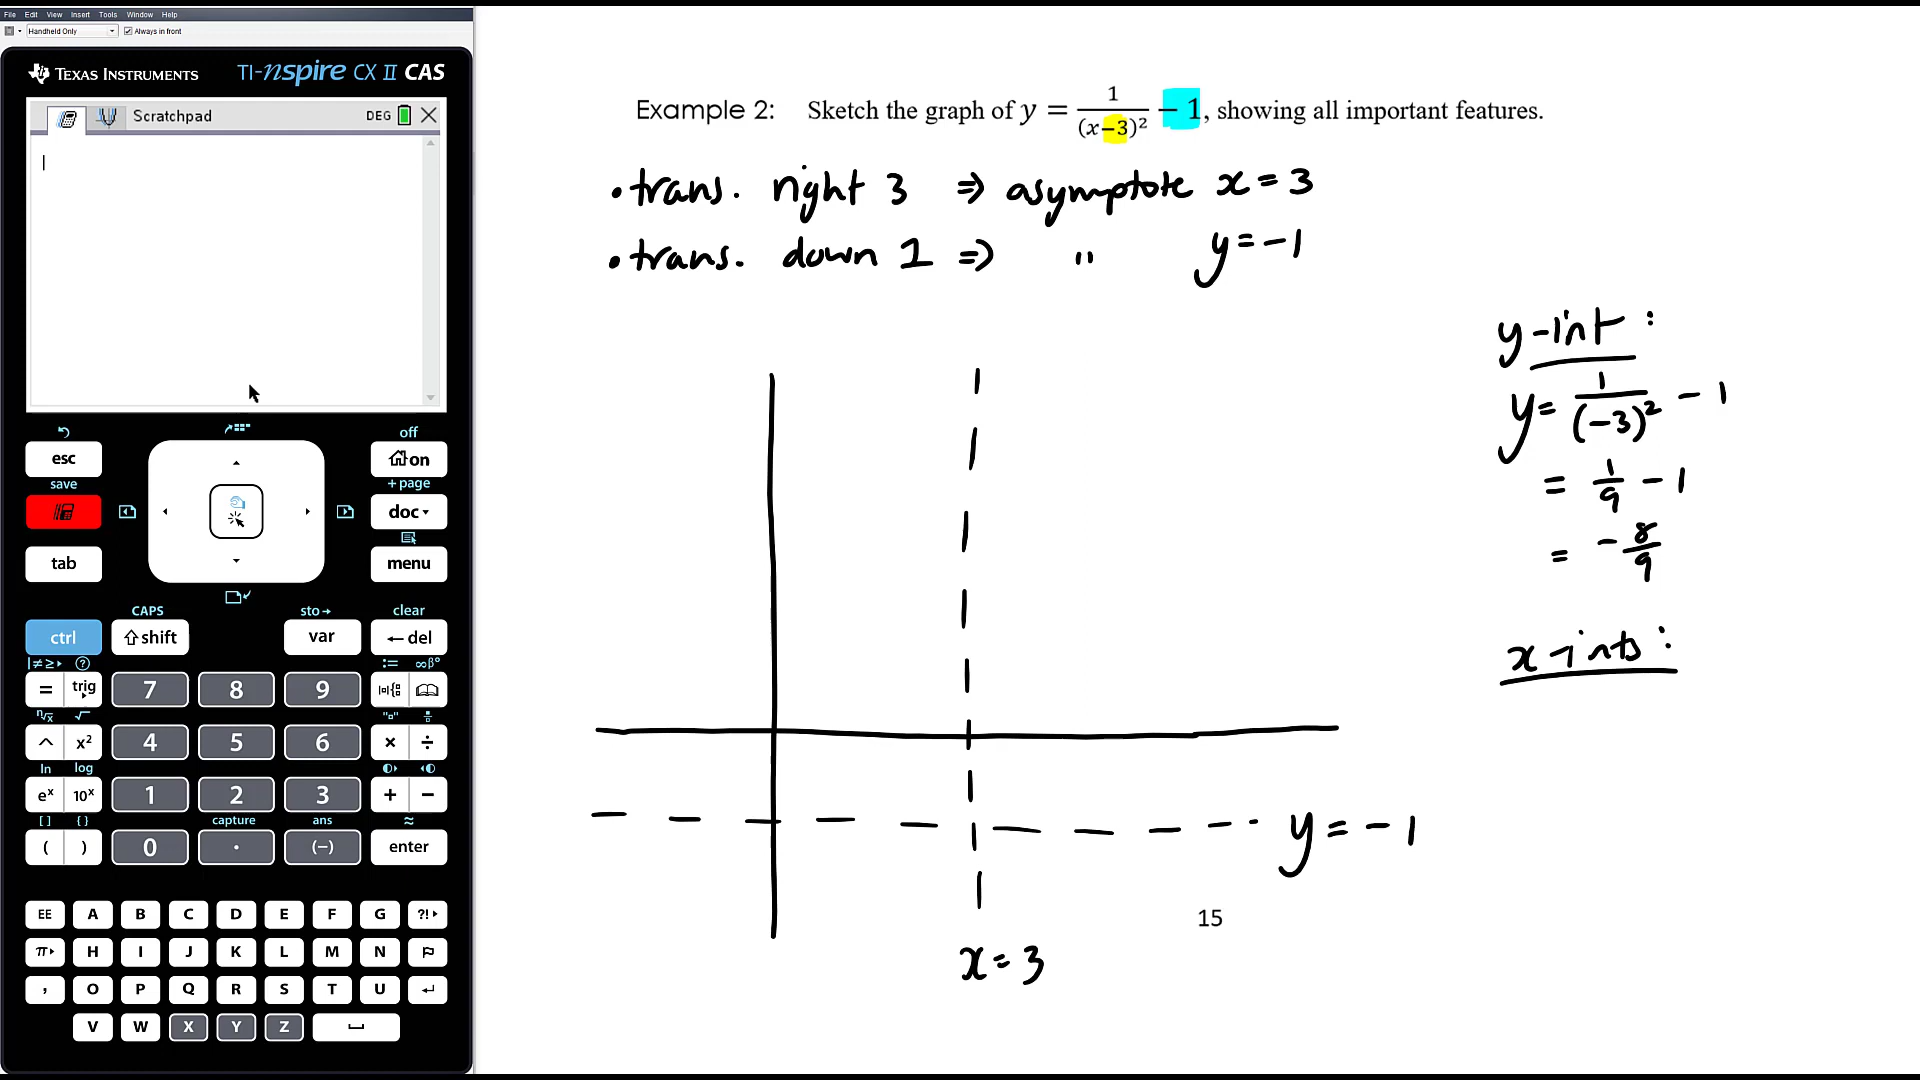 File Edit View Insert Tools Window Help
Handheld Only Always in front
TEXAS INSTRUMENTS TI-nspire CX II CAS
Scratchpad DEG
off
esc on
save + page
doc
tab menu
CAPS sto→ clear
ctrl ⇧shift var ←del
|≠≥▸ ? := ∞β°
= trig 7 8 9
ⁿ√x √ "□"
^ x² 4 5 6 × ÷
ln log
eˣ 10ˣ 1 2 3 + −
[ ] { } capture ans ≈
( ) 0 . (−) enter
EE A B C D E F G ?!▸
π▸ H I J K L M N
, O P Q R S T U ↵
V W X Y Z
Example 2: Sketch the graph of y = 1/(x−3)² − 1, showing all important features.
• trans. right 3 ⇒ asymptote x = 3
• trans. down 1 ⇒ " y = −1
y-int :
y = 1/(−3)² − 1
= 1/9 − 1
= −8/9
x-ints :
y = −1
15
x = 3